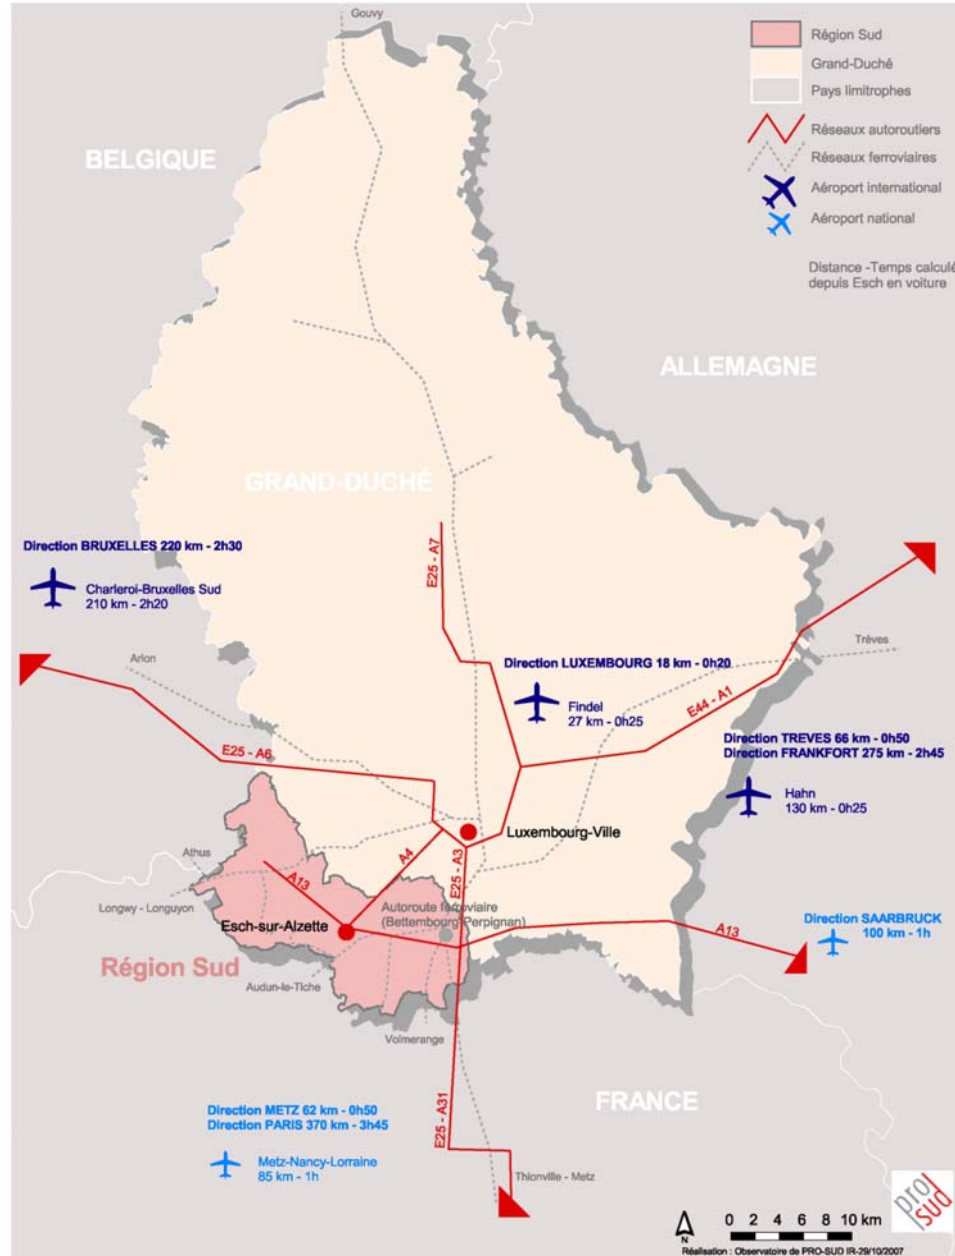 Gouvy
Région Sud
Grand-Duché
Pays limitrophes
Réseaux autoroutiers
Réseaux ferroviaires
Aéroport international
Aéroport national
Distance -Temps calculé
depuis Esch en voiture
BELGIQUE
ALLEMAGNE
GRAND-DUCHÉ
Direction BRUXELLES 220 km - 2h30
Charleroi-Bruxelles Sud
210 km - 2h20
E25 - A7
Arlon
Trèves
Direction LUXEMBOURG 18 km - 0h20
Findel
27 km - 0h25
E44 - A1
Direction TREVES 66 km - 0h50
Direction FRANKFORT 275 km - 2h45
Hahn
130 km - 0h25
E25 - A6
Luxembourg-Ville
Athus
A4
E25 - A3
A13
Longwy - Longuyon
Autoroute ferroviaire
(Bettembourg-Perpignan)
Esch-sur-Alzette
A13
Direction SAARBRUCK
100 km - 1h
Région Sud
Audun-le-Tiche
Volmerange
FRANCE
Direction METZ 62 km - 0h50
Direction PARIS 370 km - 3h45
Metz-Nancy-Lorraine
85 km - 1h
E25 - A31
Thionville - Metz
pro sud
N
0 2 4 6 8 10 km
Réalisation : Observatoire de PRO-SUD IR-29/10/2007